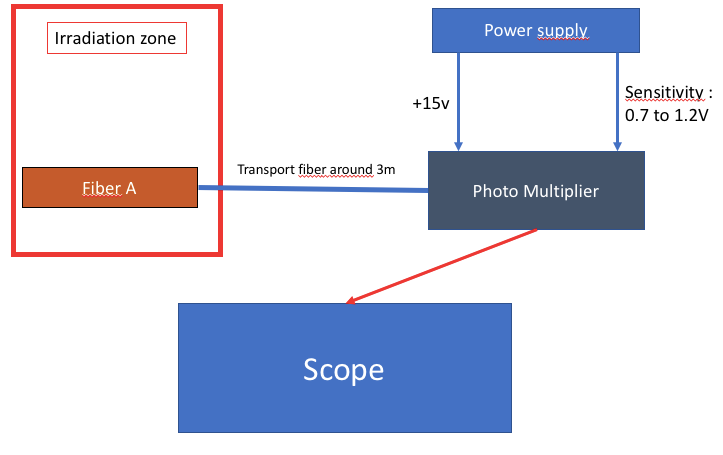 Irradiation zone
Power supply
+15v
Sensitivity :
0.7 to 1.2V
Transport fiber around 3m
Fiber A
Photo Multiplier
Scope